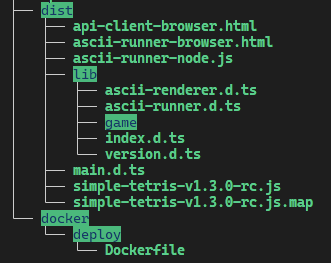 dist
api-client-browser.html
ascii-runner-browser.html
ascii-runner-node.js
lib
ascii-renderer.d.ts
ascii-runner.d.ts
game
index.d.ts
version.d.ts
main.d.ts
simple-tetris-v1.3.0-rc.js
simple-tetris-v1.3.0-rc.js.map
docker
deploy
Dockerfile